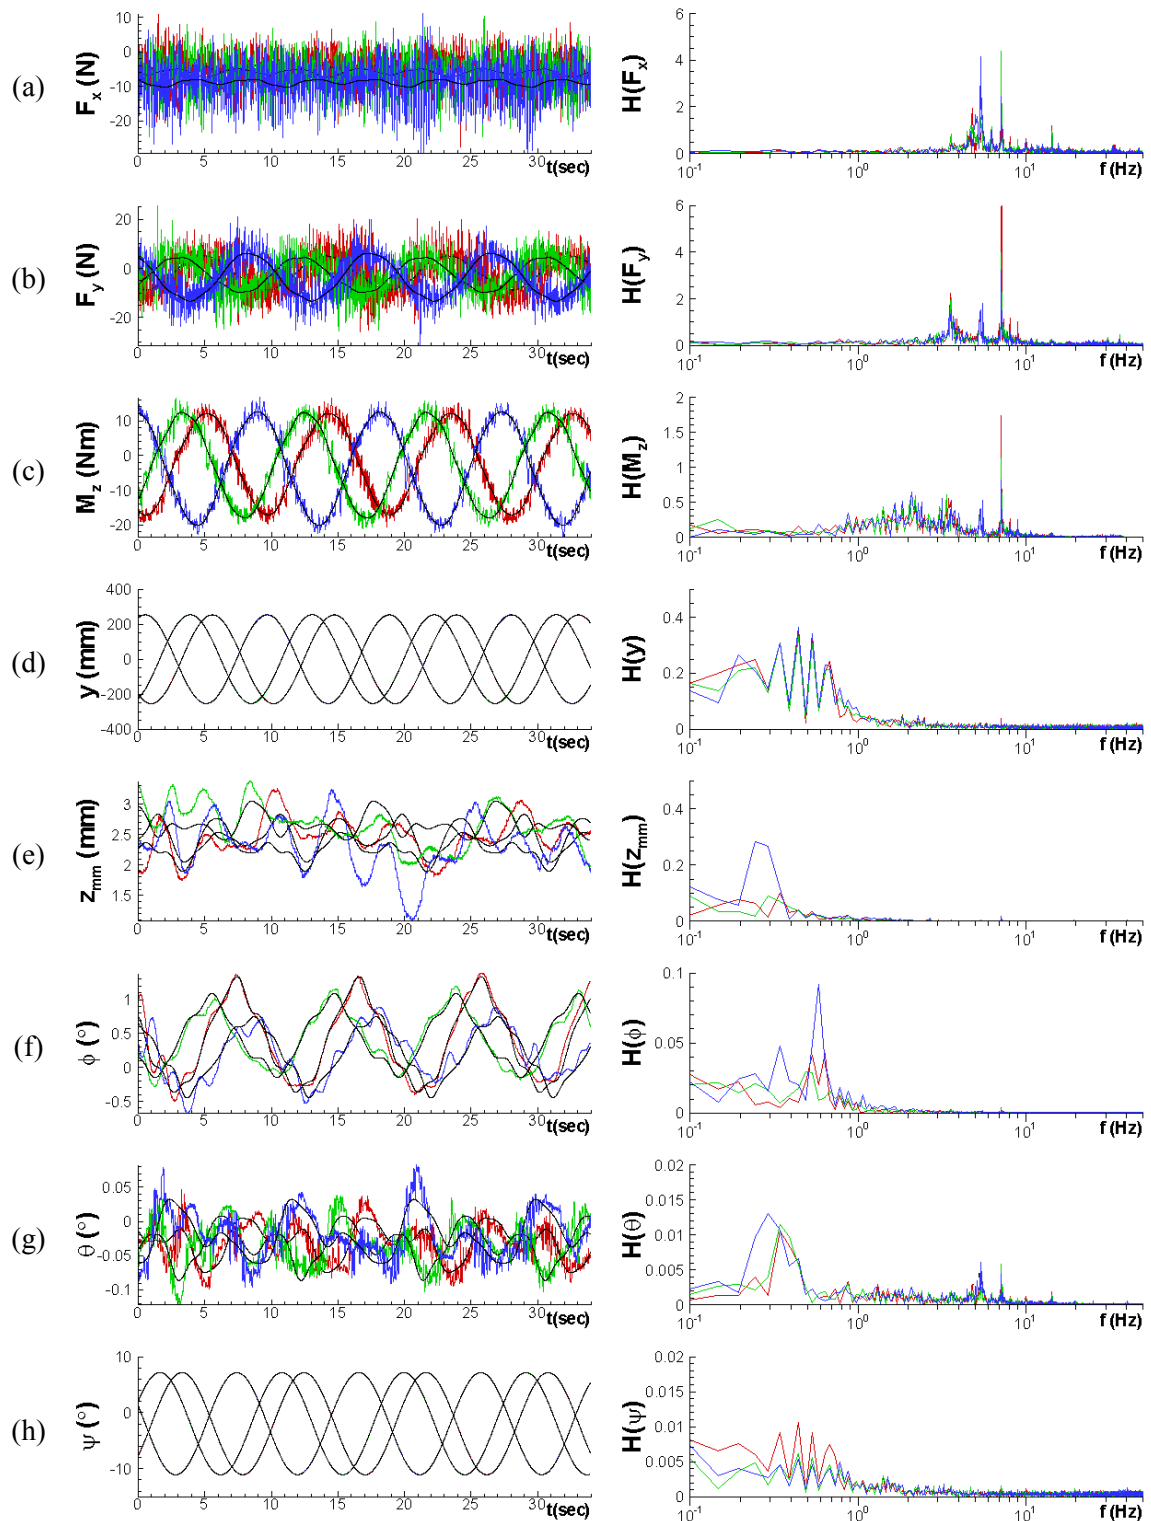 (a)
F_x (N)
10
0
-10
-20
0 5 10 15 20 25 30 t(sec)
H(F_x)
6
4
2
0
10^-1 10^0 10^1 f (Hz)
(b)
F_y (N)
20
0
-20
0 5 10 15 20 25 30 t(sec)
H(F_y)
6
4
2
0
10^-1 10^0 10^1 f (Hz)
(c)
M_z (Nm)
10
0
-10
-20
0 5 10 15 20 25 30 t(sec)
H(M_z)
2
1.5
1
0.5
0
10^-1 10^0 10^1 f (Hz)
(d)
y (mm)
400
200
0
-200
-400
0 5 10 15 20 25 30 t(sec)
H(y)
0.4
0.2
0
10^-1 10^0 10^1 f (Hz)
(e)
z_mm (mm)
3
2.5
2
1.5
0 5 10 15 20 25 30 t(sec)
H(z_mm)
0.4
0.2
0
10^-1 10^0 10^1 f (Hz)
(f)
ϕ (°)
1
0.5
0
-0.5
0 5 10 15 20 25 30 t(sec)
H(ϕ)
0.1
0.05
0
10^-1 10^0 10^1 f (Hz)
(g)
θ (°)
0.05
0
-0.05
-0.1
0 5 10 15 20 25 30 t(sec)
H(θ)
0.02
0.015
0.01
0.005
0
10^-1 10^0 10^1 f (Hz)
(h)
ψ (°)
10
0
-10
0 5 10 15 20 25 30 t(sec)
H(ψ)
0.02
0.015
0.01
0.005
0
10^-1 10^0 10^1 f (Hz)